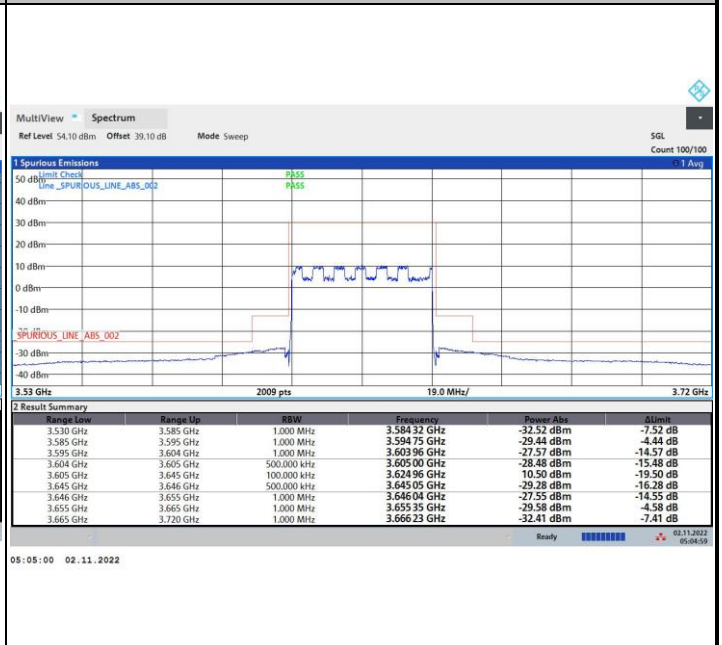 MultiView Spectrum
Ref Level 54.10 dBm Offset 39.10 dB Mode Sweep SGL
Count 100/100
1 Spurious Emissions 1 Avg
50 dBm Limit Check PASS
Line _SPURIOUS_LINE_ABS_002 PASS
40 dBm
30 dBm
20 dBm
10 dBm
0 dBm
-10 dBm
-20 dBm
SPURIOUS_LINE_ABS_002
-30 dBm
-40 dBm
3.53 GHz 2009 pts 19.0 MHz/ 3.72 GHz
2 Result Summary
Range Low Range Up RBW Frequency Power Abs ΔLimit
3.530 GHz 3.585 GHz 1.000 MHz 3.58432 GHz -32.52 dBm -7.52 dB
3.585 GHz 3.595 GHz 1.000 MHz 3.59475 GHz -29.44 dBm -4.44 dB
3.595 GHz 3.604 GHz 1.000 MHz 3.60396 GHz -27.57 dBm -14.57 dB
3.604 GHz 3.605 GHz 500.000 kHz 3.60500 GHz -28.48 dBm -15.48 dB
3.605 GHz 3.645 GHz 100.000 kHz 3.62496 GHz 10.50 dBm -19.50 dB
3.645 GHz 3.646 GHz 500.000 kHz 3.64505 GHz -29.28 dBm -16.28 dB
3.646 GHz 3.655 GHz 1.000 MHz 3.64604 GHz -27.55 dBm -14.55 dB
3.655 GHz 3.665 GHz 1.000 MHz 3.65535 GHz -29.58 dBm -4.58 dB
3.665 GHz 3.720 GHz 1.000 MHz 3.66623 GHz -32.41 dBm -7.41 dB
Ready 02.11.2022
05:04:59
05:05:00 02.11.2022